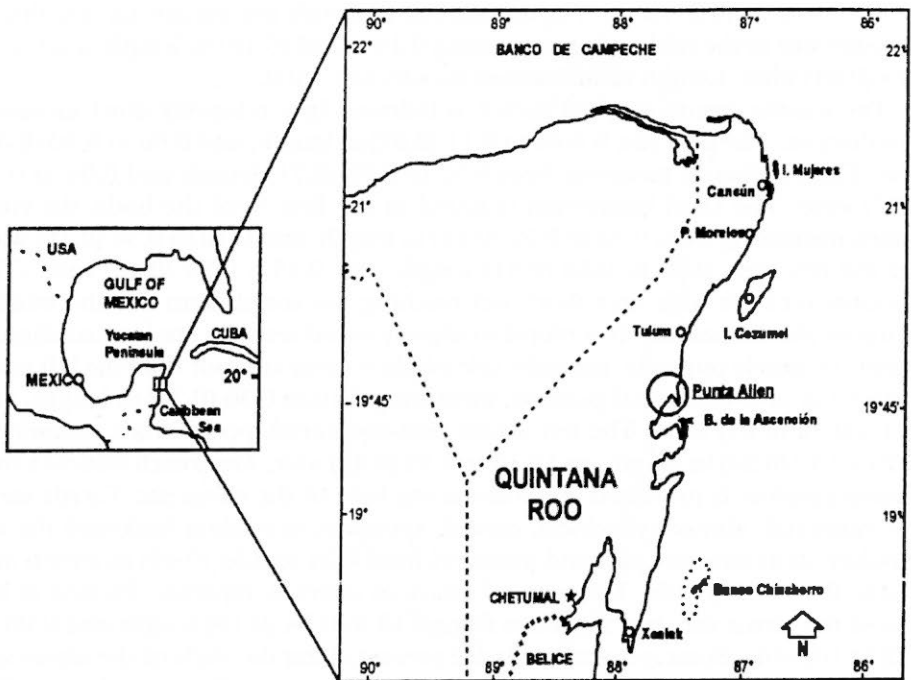 90°
89°
88°
87°
86°
22°
22°
BANCO DE CAMPECHE
I. Mujeres
Cancún
21°
21°
P. Morelos
I. Cozumel
Tulum
20°
Punta Allen
19°45
19°45
B. de la Ascención
QUINTANA
ROO
19°
19°
Banco Chinchorro
CHETUMAL
Xcalak
BELICE
N
90°
89°
88°
87°
86°
USA
GULF OF
MEXICO
Yucatan
Peninsula
CUBA
MEXICO
Caribbean
See